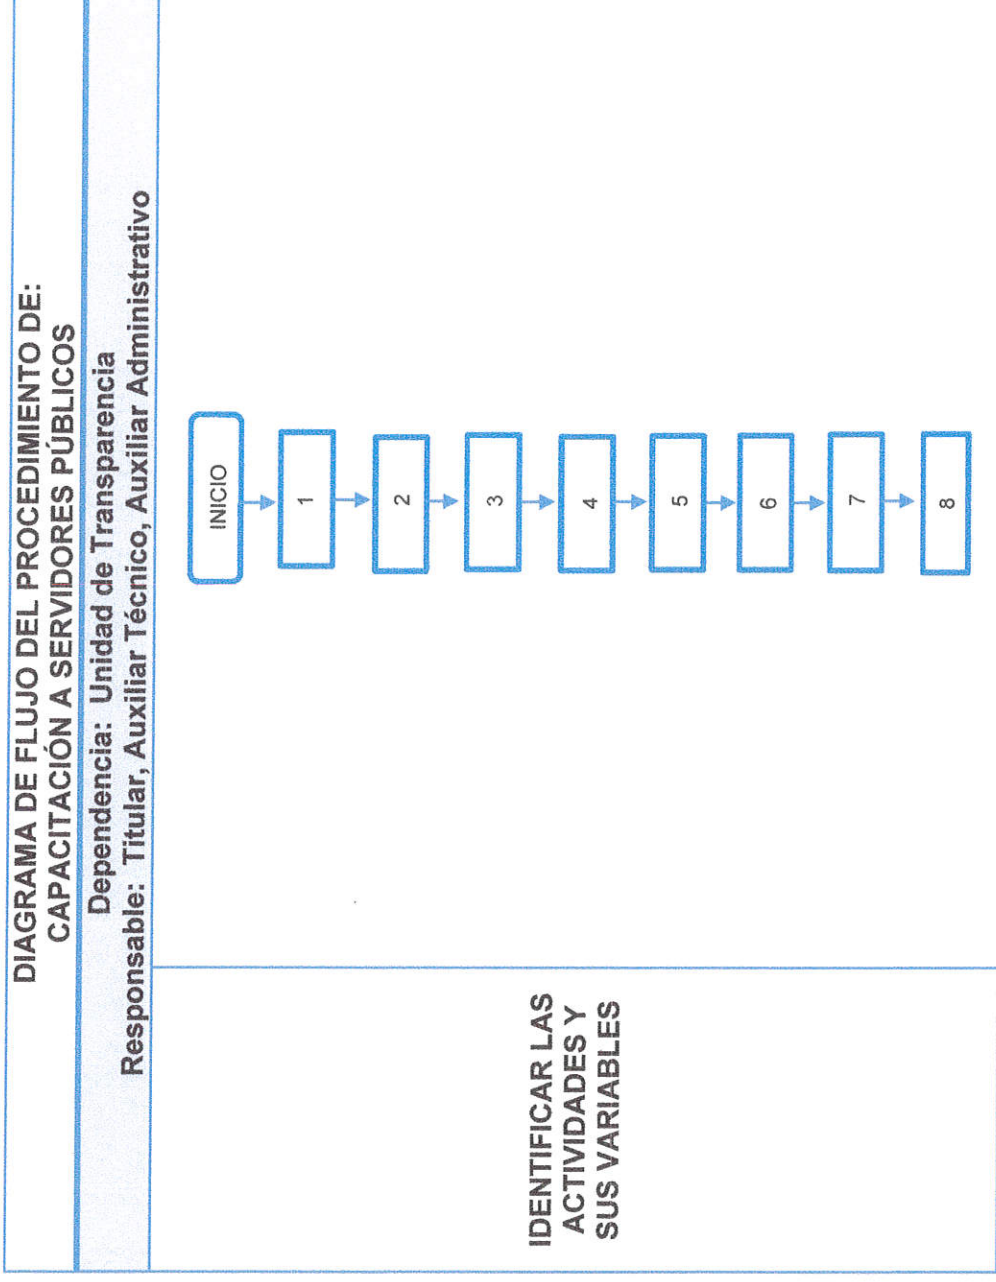 DIAGRAMA DE FLUJO DEL PROCEDIMIENTO DE:
CAPACITACIÓN A SERVIDORES PÚBLICOS
Dependencia: Unidad de Transparencia
Responsable: Titular, Auxiliar Técnico, Auxiliar Administrativo
IDENTIFICAR LAS
ACTIVIDADES Y
SUS VARIABLES
INICIO
1
2
3
4
5
6
7
8